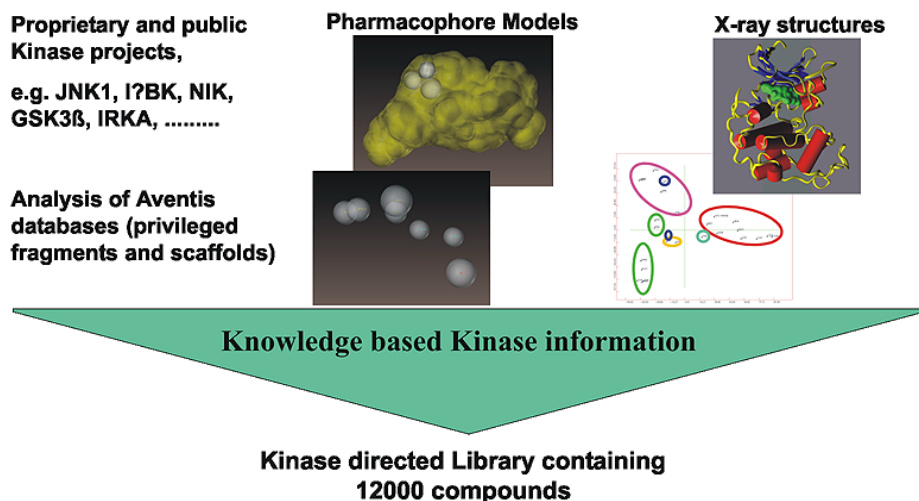 Proprietary and public
Kinase projects,
e.g. JNK1, I?BK, NIK,
GSK3ß, IRKA, .........
Analysis of Aventis
databases (privileged
fragments and scaffolds)
Pharmacophore Models
X-ray structures
Knowledge based Kinase information
Kinase directed Library containing
12000 compounds